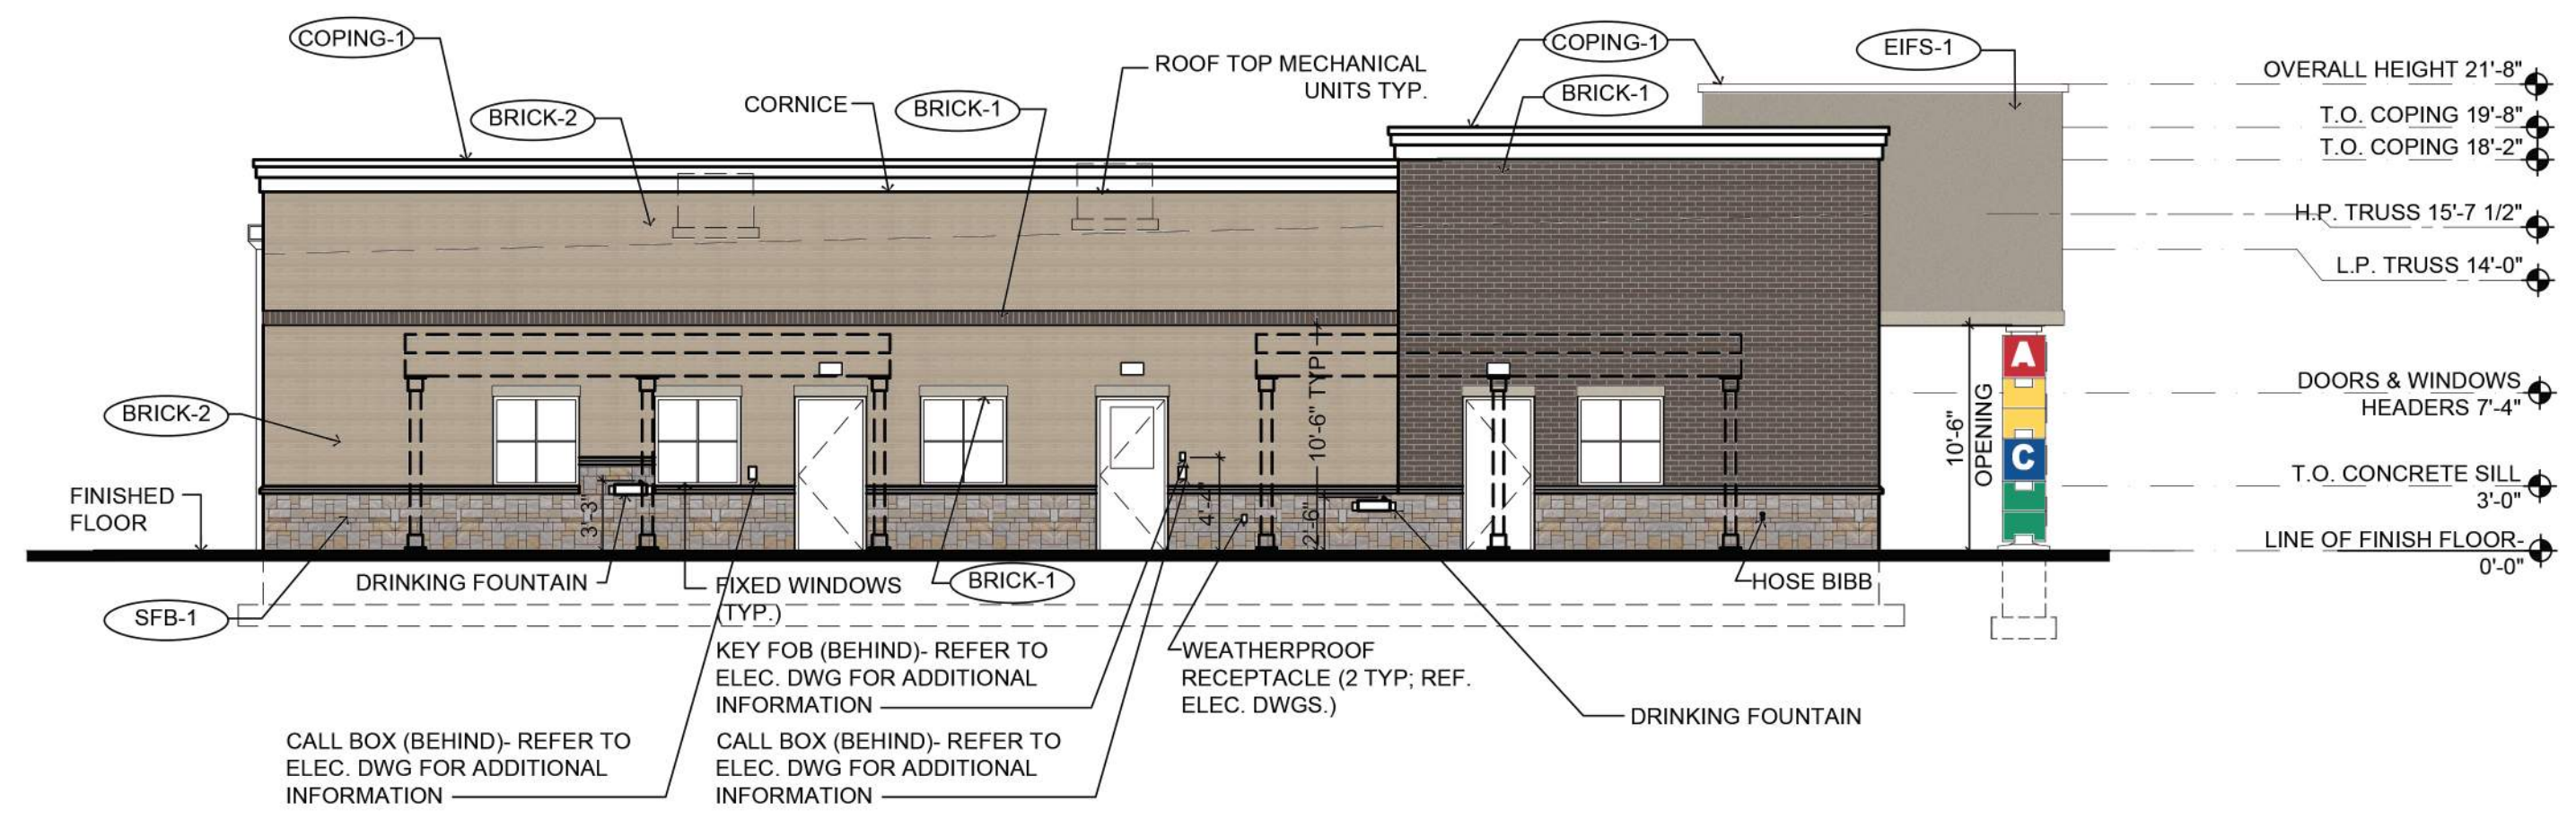 COPING-1
BRICK-2
CORNICE
BRICK-1
ROOF TOP MECHANICAL
UNITS TYP.
COPING-1
BRICK-1
EIFS-1
OVERALL HEIGHT 21'-8"
T.O. COPING 19'-8"
T.O. COPING 18'-2"
H.P. TRUSS 15'-7 1/2"
L.P. TRUSS 14'-0"
DOORS & WINDOWS
HEADERS 7'-4"
T.O. CONCRETE SILL
3'-0"
LINE OF FINISH FLOOR-
0'-0"
BRICK-2
FINISHED
FLOOR
SFB-1
3'-3"
4'-4"
10'-6" TYP
2'-6"
10'-6"
OPENING
A
C
DRINKING FOUNTAIN
FIXED WINDOWS
(TYP.)
BRICK-1
HOSE BIBB
KEY FOB (BEHIND)- REFER TO
ELEC. DWG FOR ADDITIONAL
INFORMATION
WEATHERPROOF
RECEPTACLE (2 TYP; REF.
ELEC. DWGS.)
DRINKING FOUNTAIN
CALL BOX (BEHIND)- REFER TO
ELEC. DWG FOR ADDITIONAL
INFORMATION
CALL BOX (BEHIND)- REFER TO
ELEC. DWG FOR ADDITIONAL
INFORMATION